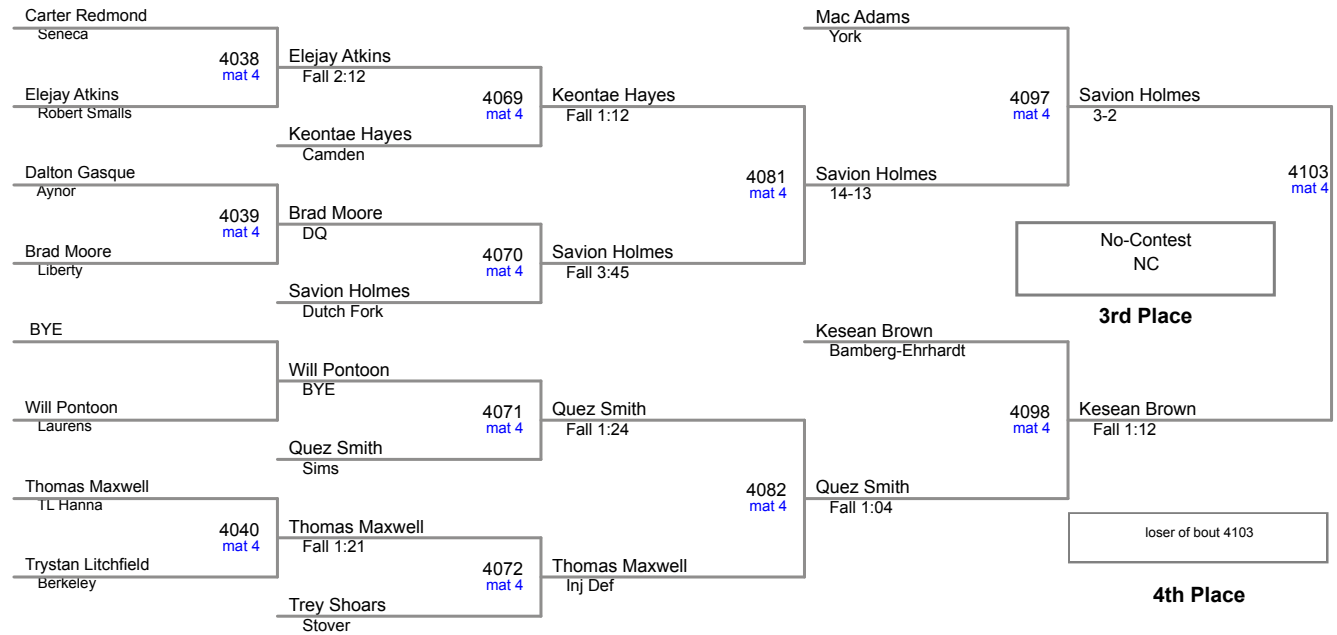 Carter Redmond
Seneca
4038
mat 4
Elejay Atkins
Robert Smalls
Dalton Gasque
Aynor
4039
mat 4
Brad Moore
Liberty
BYE
Will Pontoon
Laurens
Thomas Maxwell
TL Hanna
4040
mat 4
Trystan Litchfield
Berkeley
Elejay Atkins
Fall 2:12
4069
mat 4
Keontae Hayes
Camden
Brad Moore
DQ
4070
mat 4
Savion Holmes
Dutch Fork
Will Pontoon
BYE
4071
mat 4
Quez Smith
Sims
Thomas Maxwell
Fall 1:21
4072
mat 4
Trey Shoars
Stover
Keontae Hayes
Fall 1:12
4081
mat 4
Savion Holmes
Fall 3:45
Quez Smith
Fall 1:24
4082
mat 4
Thomas Maxwell
Inj Def
Mac Adams
York
4097
mat 4
Savion Holmes
14-13
Kesean Brown
Bamberg-Ehrhardt
4098
mat 4
Quez Smith
Fall 1:04
Savion Holmes
3-2
4103
mat 4
Kesean Brown
Fall 1:12
No-Contest
NC
3rd Place
loser of bout 4103
4th Place